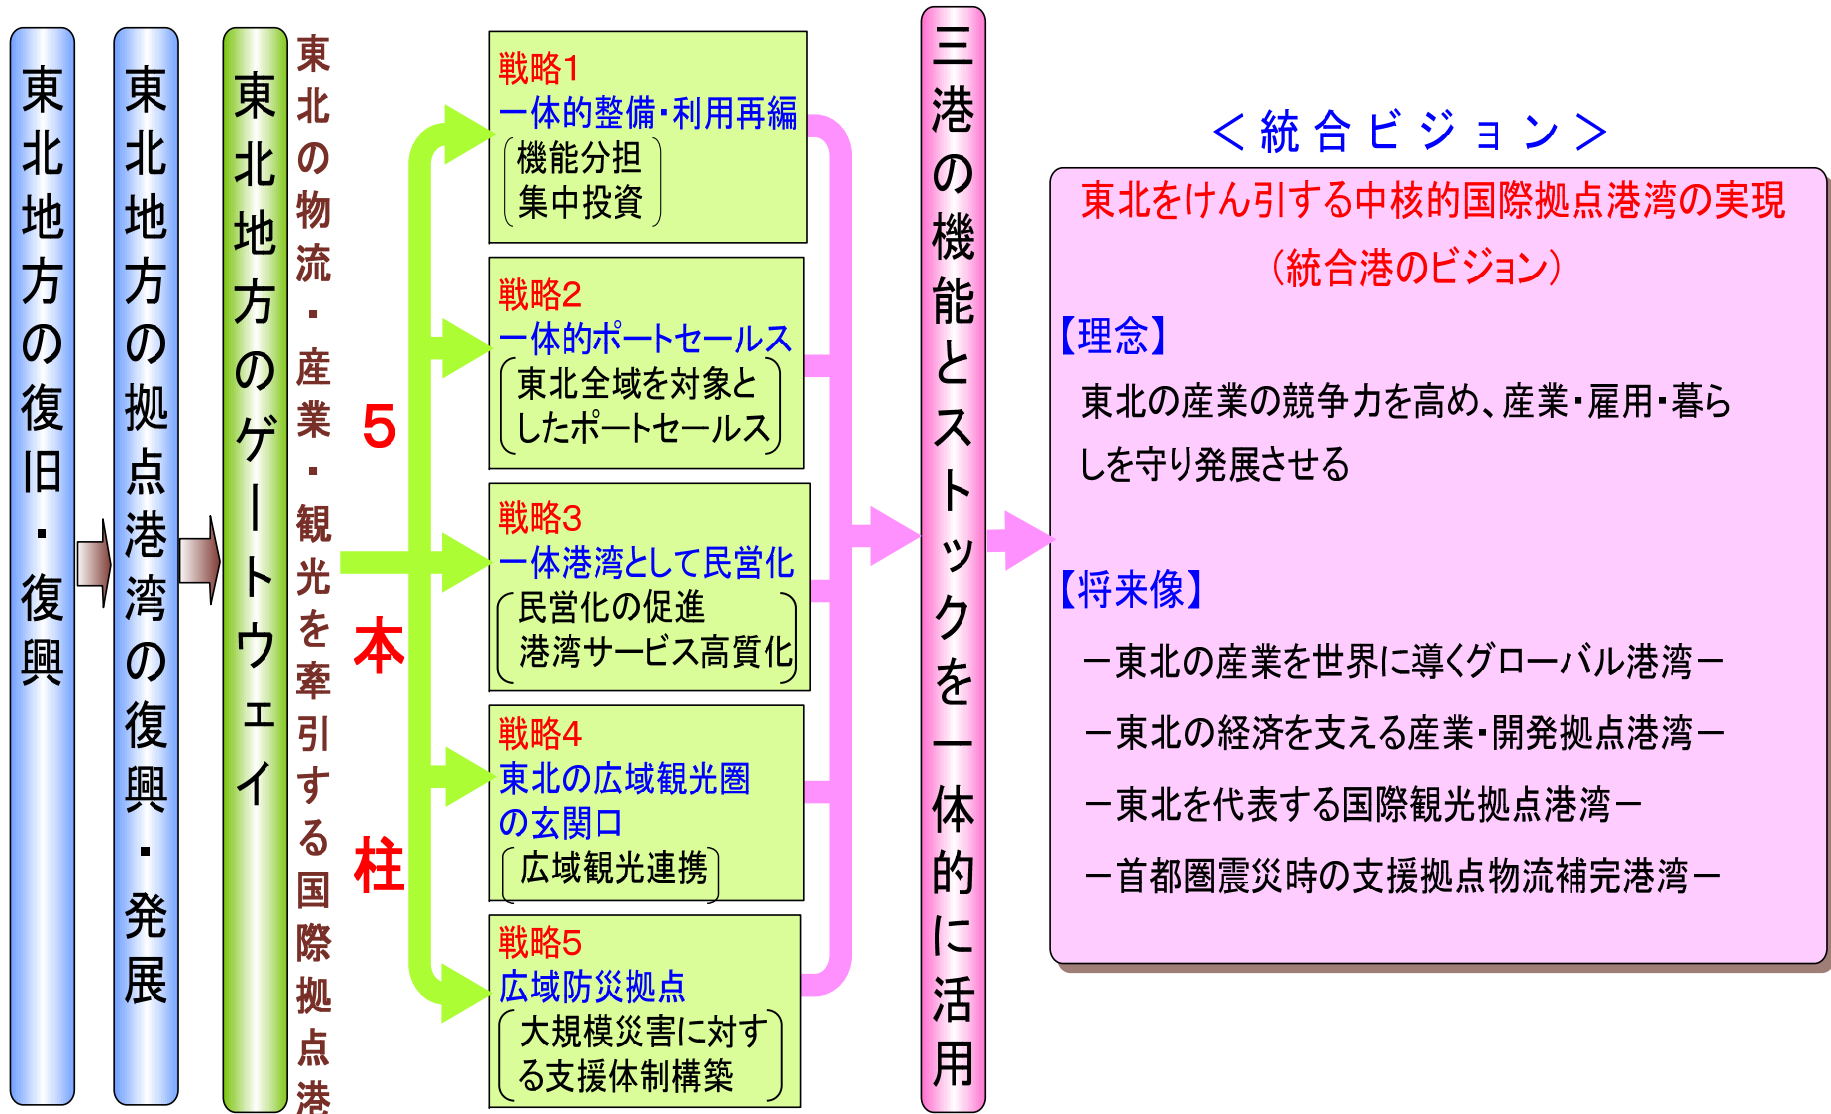 東北地方の復旧・復興
東北地方の拠点港湾の復興・発展
東北地方のゲートウェイ
東北の物流・産業・観光を牽引する国際拠点港
5本柱
戦略1
一体的整備・利用再編
機能分担
集中投資
戦略2
一体的ポートセールス
東北全域を対象と
したポートセールス
戦略3
一体港湾として民営化
民営化の促進
港湾サービス高質化
戦略4
東北の広域観光圏
の玄関口
広域観光連携
戦略5
広域防災拠点
大規模災害に対す
る支援体制構築
三港の機能とストックを一体的に活用
＜統合ビジョン＞
東北をけん引する中核的国際拠点港湾の実現
（統合港のビジョン）
【理念】
東北の産業の競争力を高め、産業・雇用・暮ら
しを守り発展させる
【将来像】
－東北の産業を世界に導くグローバル港湾－
－東北の経済を支える産業・開発拠点港湾－
－東北を代表する国際観光拠点港湾－
－首都圏震災時の支援拠点物流補完港湾－